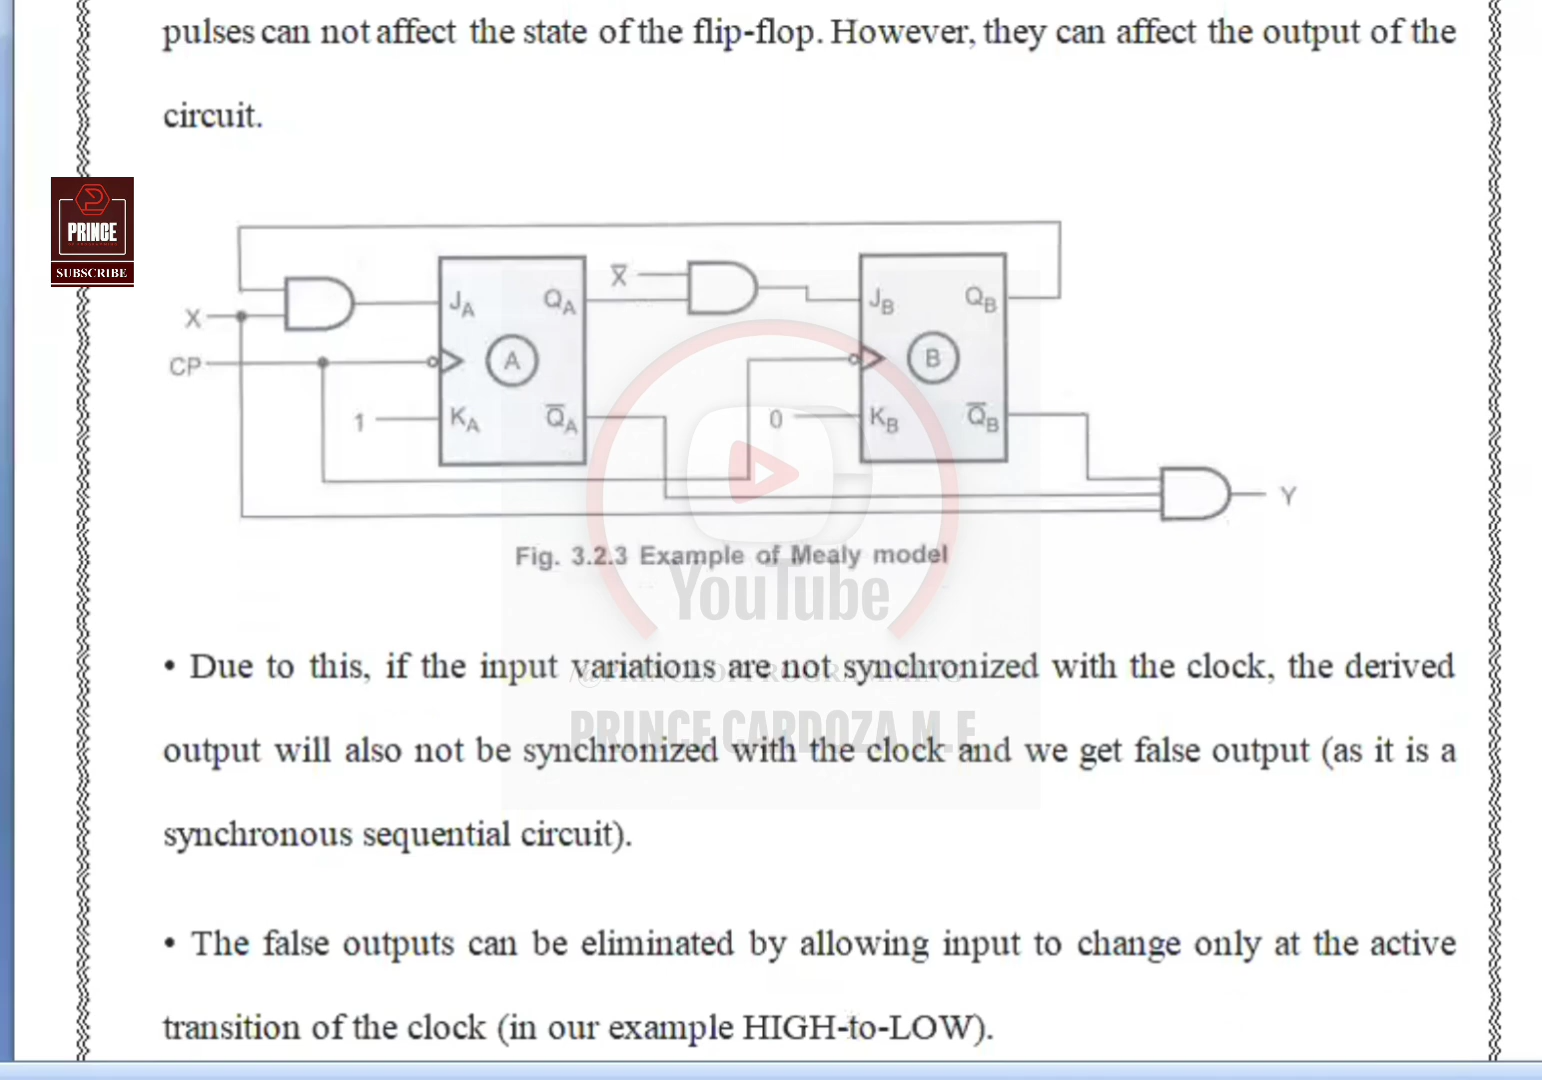 pulses can not affect the state of the flip-flop. However, they can affect the output of the
circuit.
PRINCE
SUBSCRIBE
X
CP
1
JA
QA
A
KA
Q̅A
X̅
0
JB
QB
B
KB
Q̅B
Y
Fig. 3.2.3 Example of Mealy model
YouTube
• Due to this, if the input variations are not synchronized with the clock, the derived
/@PRINCEOFPROGRAMMING
PRINCE CARDOZA M.E
output will also not be synchronized with the clock and we get false output (as it is a
synchronous sequential circuit).
• The false outputs can be eliminated by allowing input to change only at the active
transition of the clock (in our example HIGH-to-LOW).